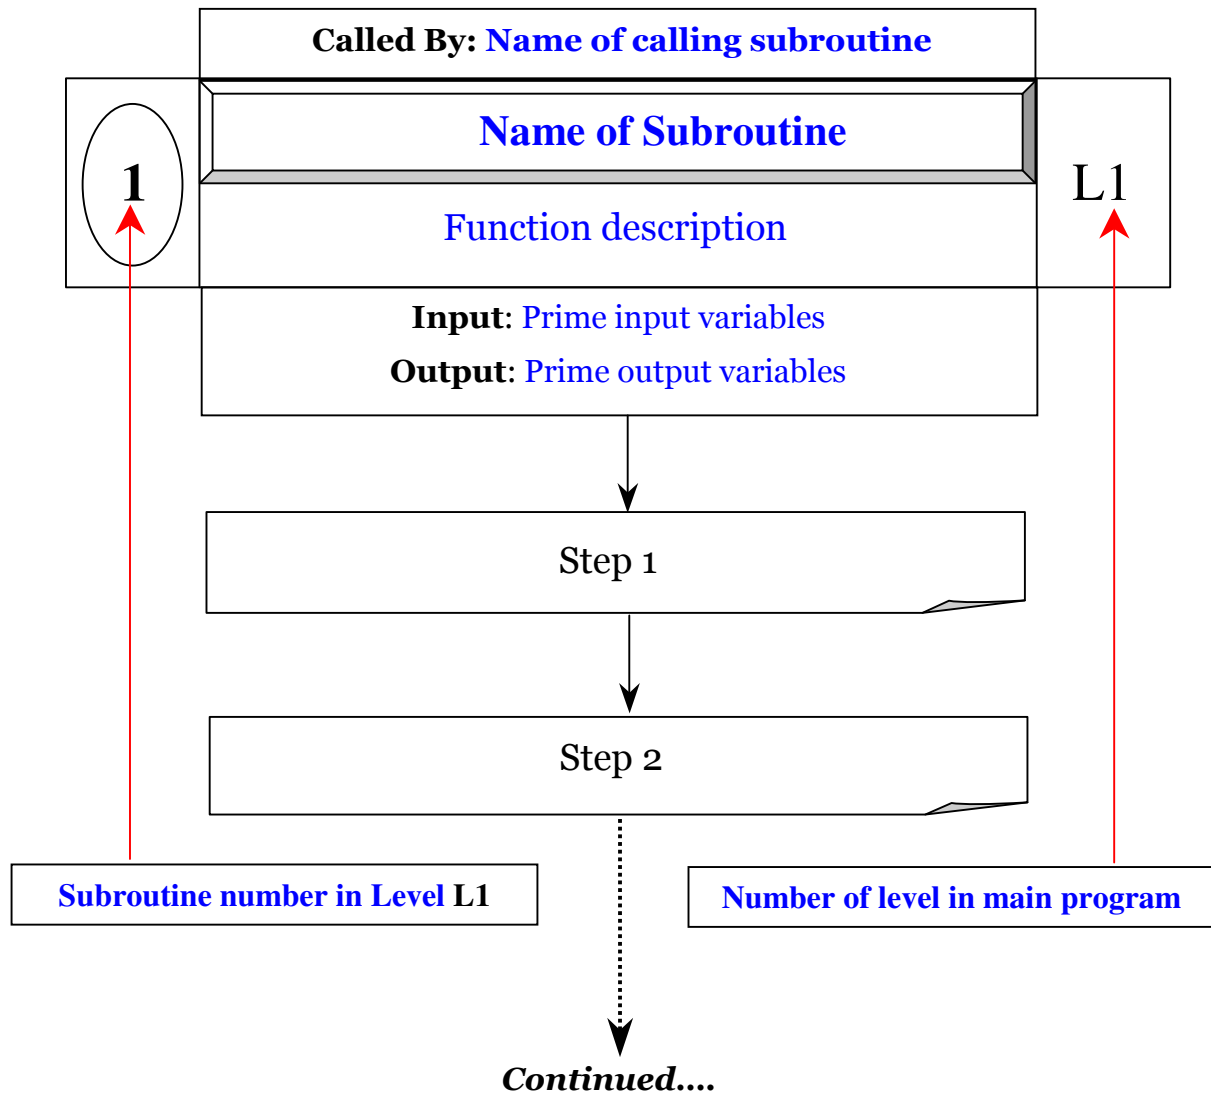 Called By: Name of calling subroutine
Name of Subroutine
1
L1
Function description
Input: Prime input variables
Output: Prime output variables
Step 1
Step 2
Subroutine number in Level L1
Number of level in main program
Continued....